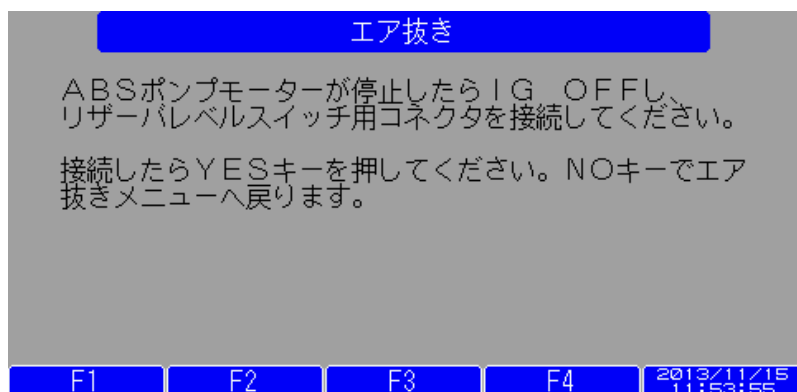 エア抜き
ABSポンプモーターが停止したらIG OFFし、
リザーバレベルスイッチ用コネクタを接続してください。
接続したらYESキーを押してください。NOキーでエア
抜きメニューへ戻ります。
F1 F2 F3 F4 2013/11/15
11:53:55